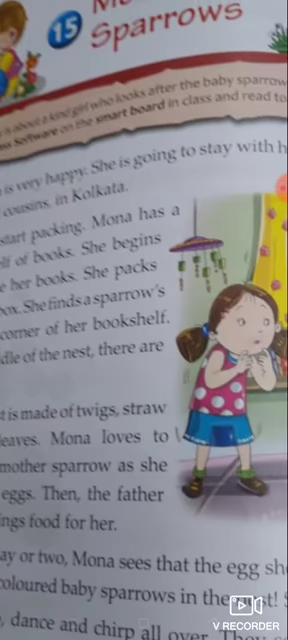 15
Sparrows
is about a kind girl who looks after the baby sparrow
Software on the smart board in class and read to
is very happy. She is going to stay with h
cousins, in Kolkata.
start packing. Mona has a
of books. She begins
her books. She packs
box. She finds a sparrow's
corner of her bookshelf.
dle of the nest, there are
t is made of twigs, straw
leaves. Mona loves to
mother sparrow as she
eggs. Then, the father
ings food for her.
ay or two, Mona sees that the egg she
coloured baby sparrows in the nest! S
, dance and chirp all over
V RECORDER